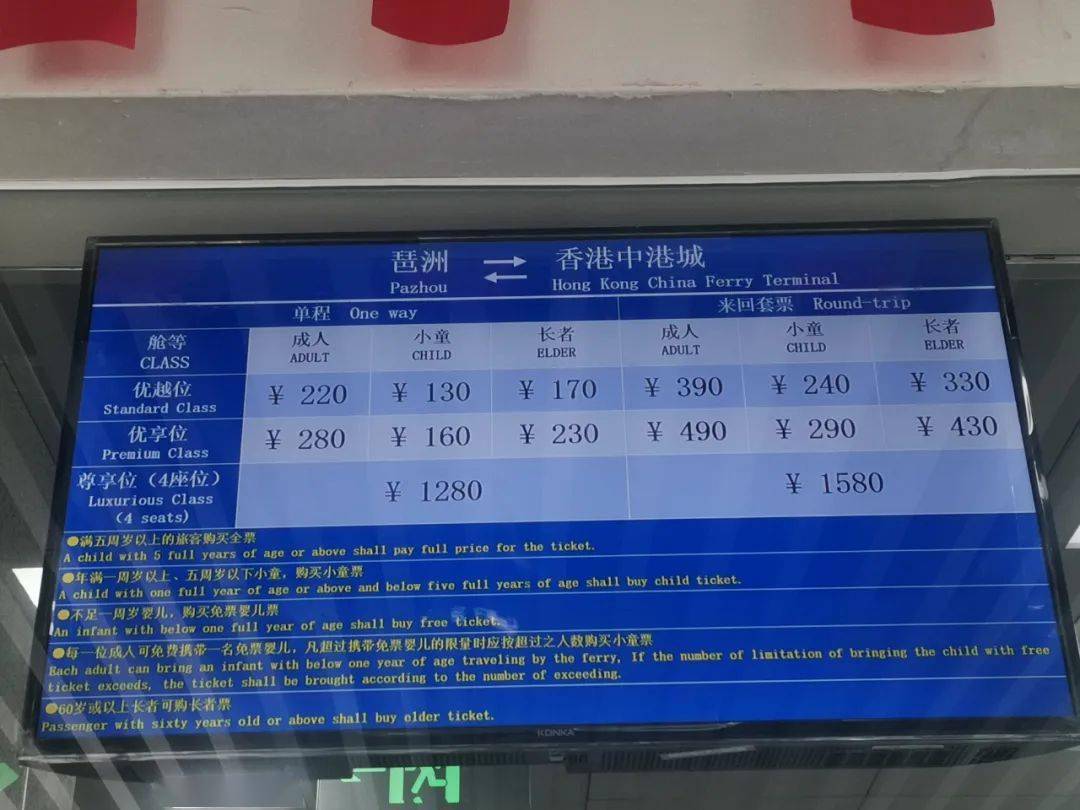 琶洲 ⇄ 香港中港城
Pazhou Hong Kong China Ferry Terminal
单程 One way 来回套票 Round-trip
舱等 成人 小童 长者 成人 小童 长者
CLASS ADULT CHILD ELDER ADULT CHILD ELDER
优越位 ¥ 220 ¥ 130 ¥ 170 ¥ 390 ¥ 240 ¥ 330
Standard Class
优享位 ¥ 280 ¥ 160 ¥ 230 ¥ 490 ¥ 290 ¥ 430
Premium Class
尊享位（4座位） ¥ 1280 ¥ 1580
Luxurious Class
(4 seats)
●满五周岁以上的旅客购买全票
A child with 5 full years of age or above shall pay full price for the ticket.
●年满一周岁以上、五周岁以下小童，购买小童票
A child with one full year of age or above and below five full years of age shall buy child ticket.
●不足一周岁婴儿，购买免票婴儿票
An infant with below one full year of age shall buy free ticket.
●每一位成人可免费携带一名免票婴儿，凡超过携带免票婴儿的限量时应按超过之人数购买小童票
Each adult can bring an infant with below one year of age traveling by the ferry, If the number of limitation of bringing the child with free
ticket exceeds, the ticket shall be brought according to the number of exceeding.
●60岁或以上长者可购长者票
Passenger with sixty years old or above shall buy elder ticket.
KONKA